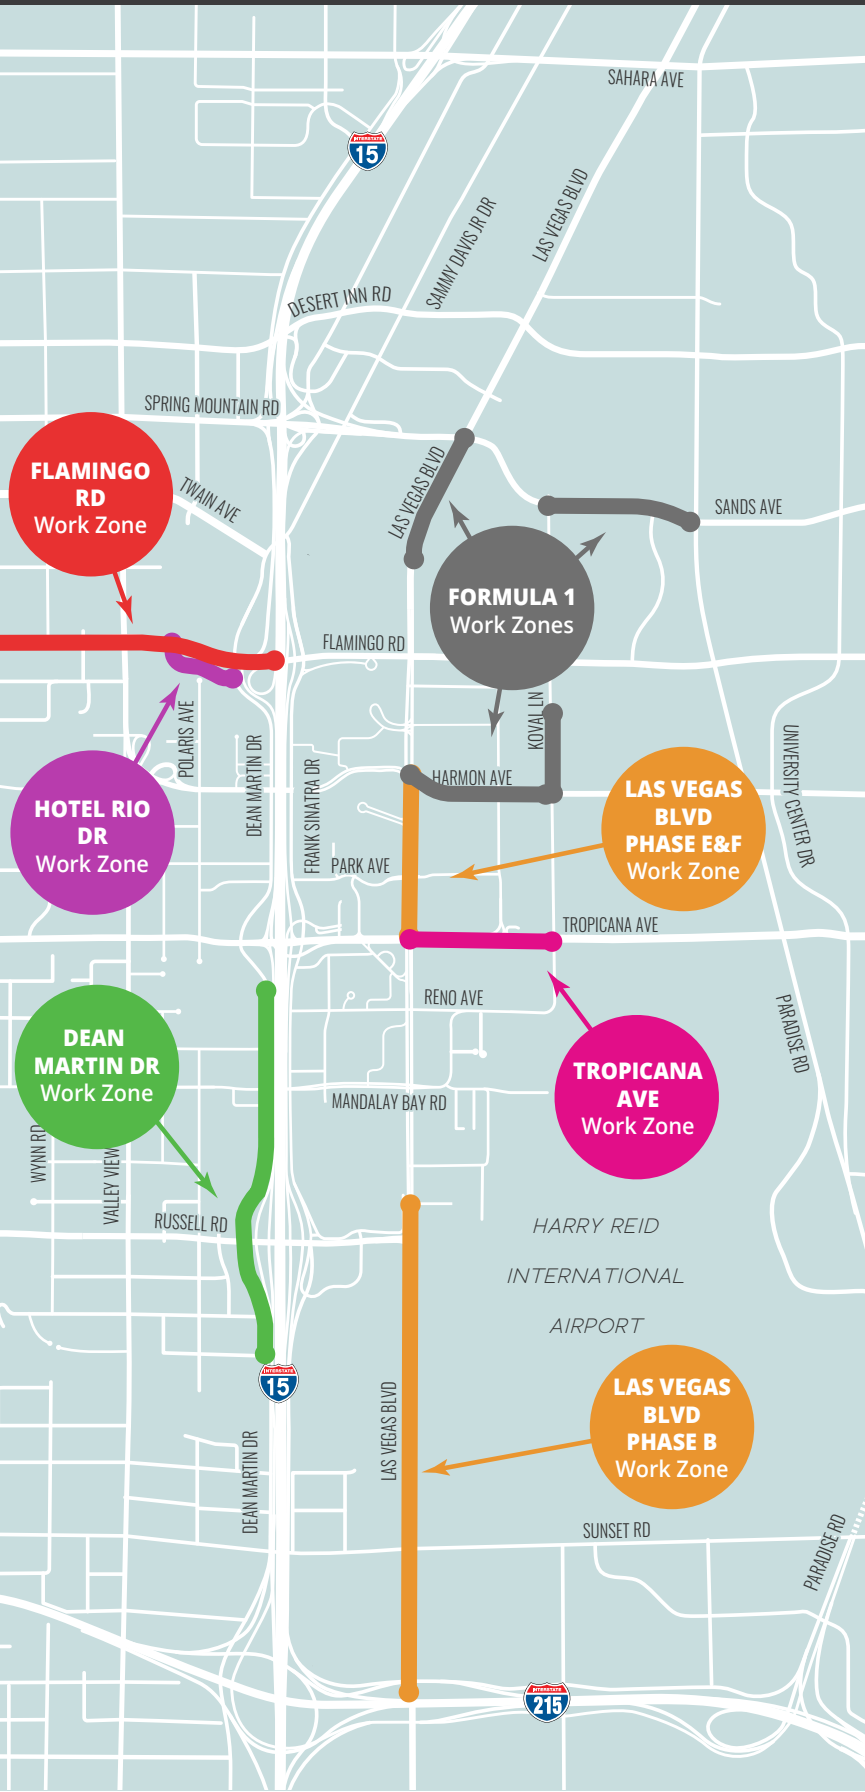 SAHARA AVE
INTERSTATE
15
LAS VEGAS BLVD
SAMMY DAVIS JR DR
DESERT INN RD
SPRING MOUNTAIN RD
FLAMINGO
RD
Work Zone
TWAIN AVE
LAS VEGAS BLVD
SANDS AVE
FORMULA 1
Work Zones
FLAMINGO RD
POLARIS AVE
KOVAL LN
DEAN MARTIN DR
FRANK SINATRA DR
HARMON AVE
UNIVERSITY CENTER DR
HOTEL RIO
DR
Work Zone
LAS VEGAS
BLVD
PHASE E&F
Work Zone
PARK AVE
TROPICANA AVE
RENO AVE
PARADISE RD
DEAN
MARTIN DR
Work Zone
TROPICANA
AVE
Work Zone
MANDALAY BAY RD
WYNN RD
VALLEY VIEW
RUSSELL RD
HARRY REID
INTERNATIONAL
AIRPORT
INTERSTATE
15
LAS VEGAS BLVD
LAS VEGAS
BLVD
PHASE B
Work Zone
DEAN MARTIN DR
SUNSET RD
PARADISE RD
INTERSTATE
215